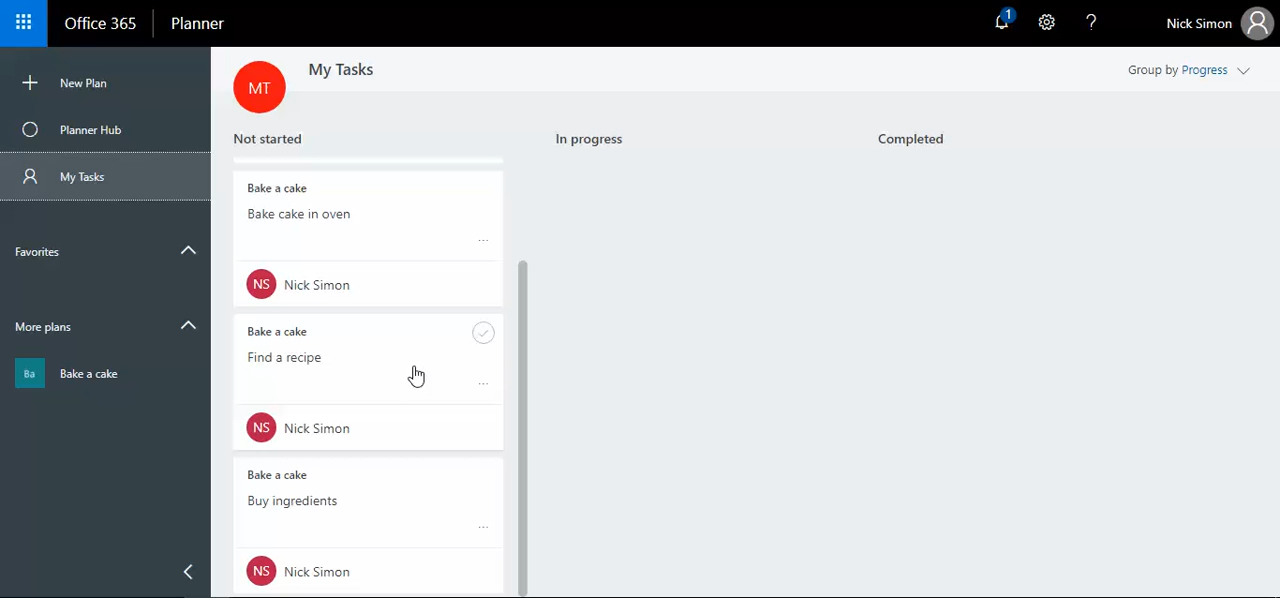 Office 365 Planner 1 ? Nick Simon
New Plan
Planner Hub
My Tasks
Favorites
More plans
Ba Bake a cake
MT My Tasks Group by Progress
Not started In progress Completed
Bake a cake
Bake cake in oven
...
NS Nick Simon
Bake a cake
Find a recipe
...
NS Nick Simon
Bake a cake
Buy ingredients
...
NS Nick Simon